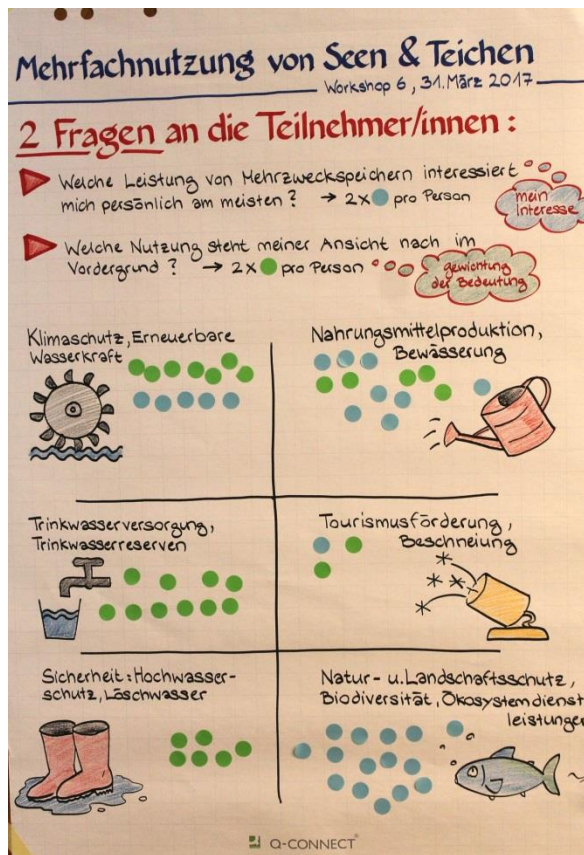 Mehrfachnutzung von Seen & Teichen
Workshop 6, 31. März 2017
2 Fragen an die Teilnehmer/innen:
Welche Leistung von Mehrzweckspeichern interessiert
mich persönlich am meisten? → 2x pro Person
mein
Interesse
Welche Nutzung steht meiner Ansicht nach im
Vordergrund? → 2x pro Person
gewichtung
der Bedeutung
Klimaschutz, Erneuerbare
Wasserkraft
Nahrungsmittelproduktion,
Bewässerung
Trinkwasserversorgung,
Trinkwasserreserven
Tourismusförderung,
Beschneiung
Sicherheit: Hochwasser-
schutz, Löschwasser
Natur- u. Landschaftsschutz,
Biodiversität, Ökosystemdienst
leistungen
Q-CONNECT